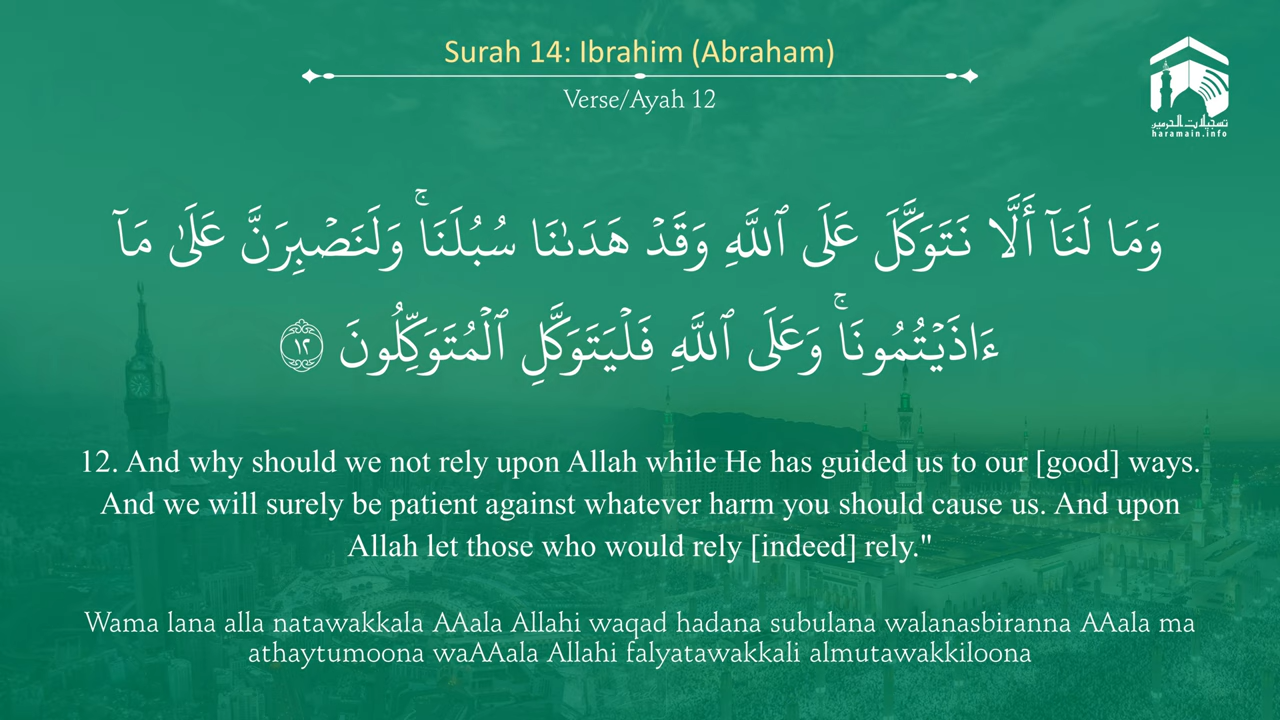 Surah 14: Ibrahim (Abraham)
Verse/Ayah 12
تسجيلات الحرمين
haramain.info
وَمَا لَنَآ أَلَّا نَتَوَكَّلَ عَلَى ٱللَّهِ وَقَدْ هَدَىٰنَا سُبُلَنَا ۚ وَلَنَصْبِرَنَّ عَلَىٰ مَآ
ءَاذَيْتُمُونَا ۚ وَعَلَى ٱللَّهِ فَلْيَتَوَكَّلِ ٱلْمُتَوَكِّلُونَ ١٢
12. And why should we not rely upon Allah while He has guided us to our [good] ways.
And we will surely be patient against whatever harm you should cause us. And upon
Allah let those who would rely [indeed] rely."
Wama lana alla natawakkala AAala Allahi waqad hadana subulana walanasbiranna AAala ma
athaytumoona waAAala Allahi falyatawakkali almutawakkiloona